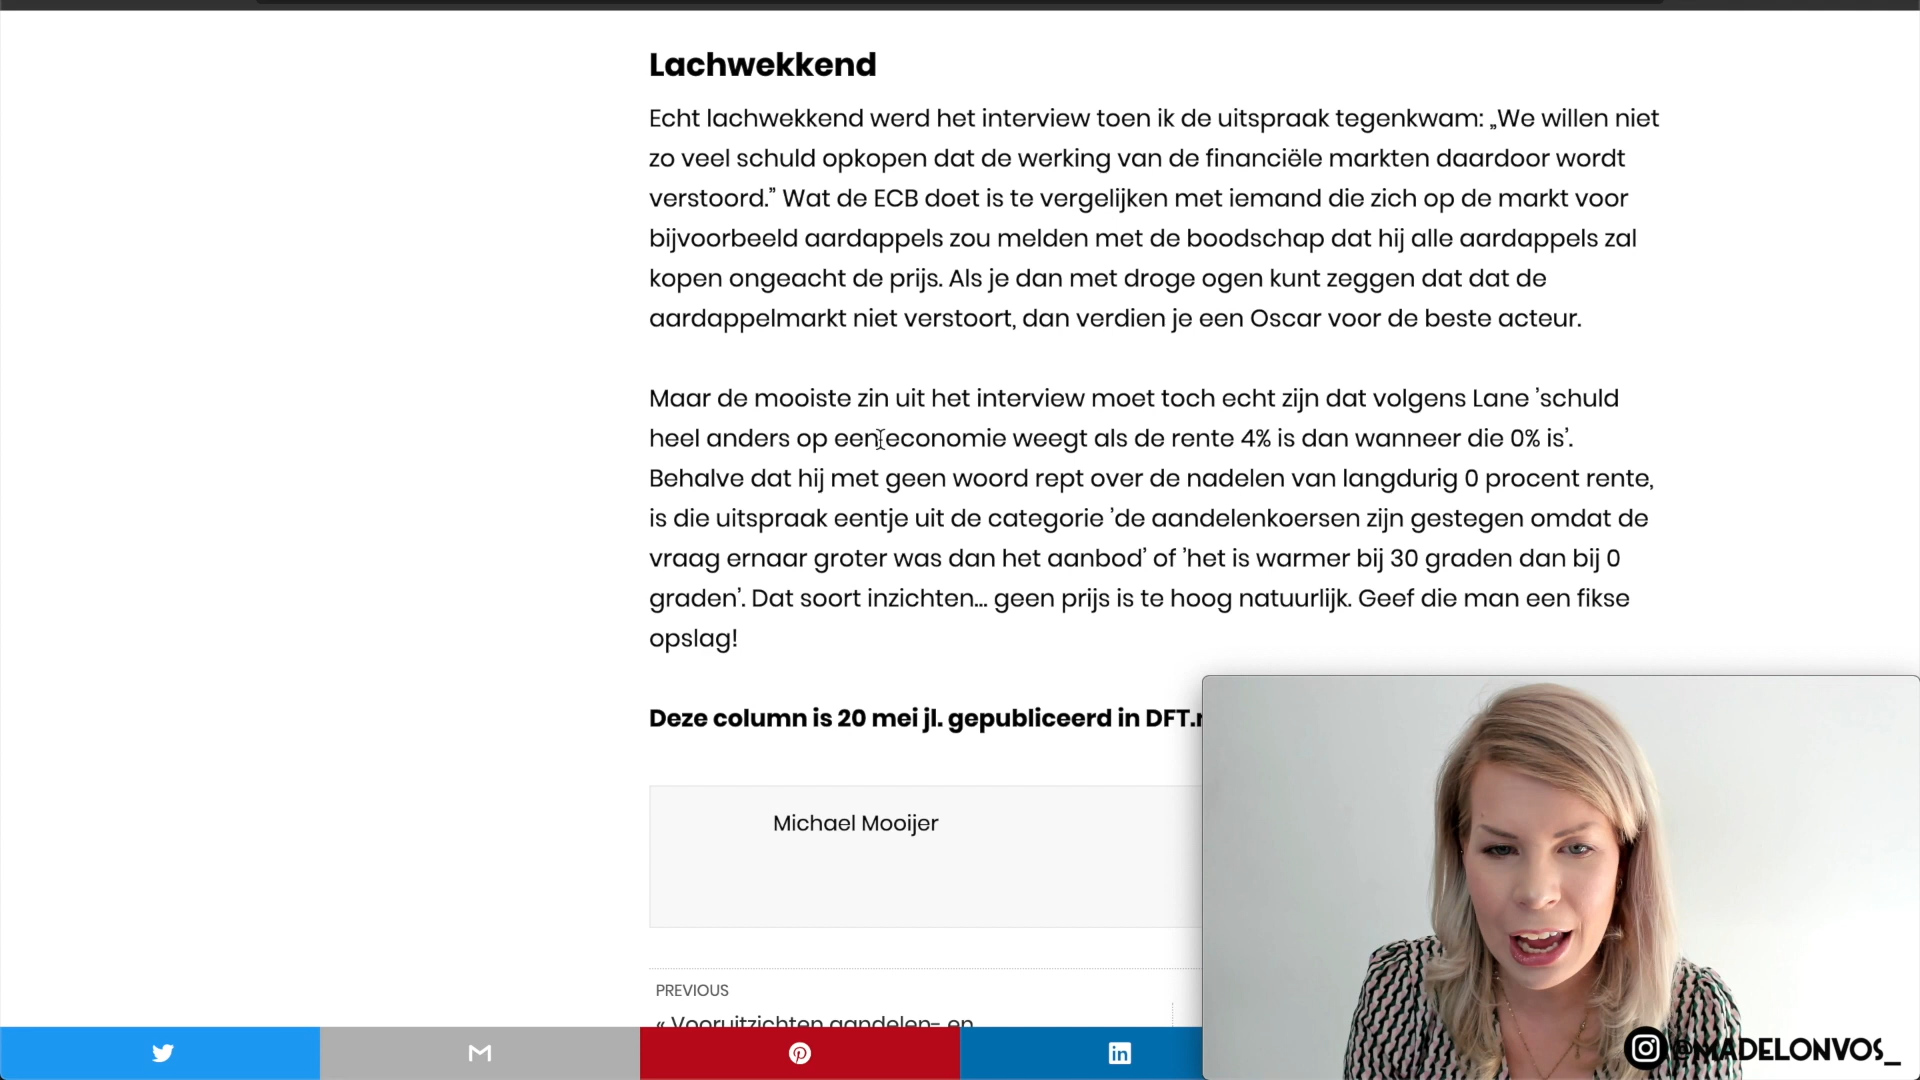 Lachwekkend
Echt lachwekkend werd het interview toen ik de uitspraak tegenkwam: „We willen niet
zo veel schuld opkopen dat de werking van de financiële markten daardoor wordt
verstoord.” Wat de ECB doet is te vergelijken met iemand die zich op de markt voor
bijvoorbeeld aardappels zou melden met de boodschap dat hij alle aardappels zal
kopen ongeacht de prijs. Als je dan met droge ogen kunt zeggen dat dat de
aardappelmarkt niet verstoort, dan verdien je een Oscar voor de beste acteur.
Maar de mooiste zin uit het interview moet toch echt zijn dat volgens Lane ’schuld
heel anders op een economie weegt als de rente 4% is dan wanneer die 0% is’.
Behalve dat hij met geen woord rept over de nadelen van langdurig 0 procent rente,
is die uitspraak eentje uit de categorie ’de aandelenkoersen zijn gestegen omdat de
vraag ernaar groter was dan het aanbod’ of ’het is warmer bij 30 graden dan bij 0
graden’. Dat soort inzichten... geen prijs is te hoog natuurlijk. Geef die man een fikse
opslag!
Deze column is 20 mei jl. gepubliceerd in DFT.
Michael Mooijer
PREVIOUS
« Vooruitzichten aandelen- en
@MADELONVOS_